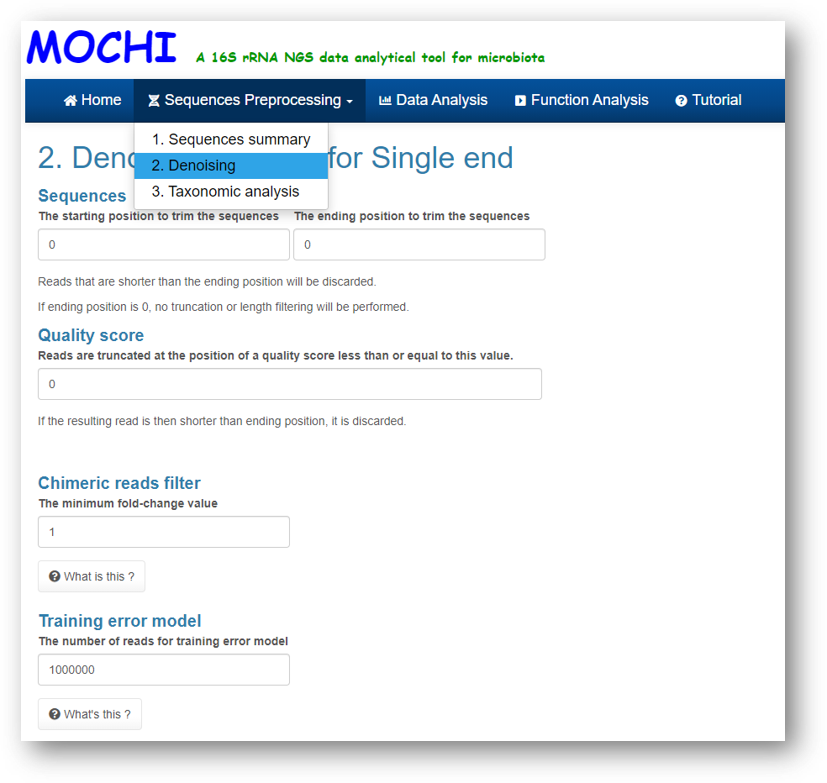 MOCHI A 16S rRNA NGS data analytical tool for microbiota
Home Sequences Preprocessing Data Analysis Function Analysis Tutorial
1. Sequences summary
2. Denoising
3. Taxonomic analysis
2. Deno for Single end
Sequences
The starting position to trim the sequences The ending position to trim the sequences
0 0
Reads that are shorter than the ending position will be discarded.
If ending position is 0, no truncation or length filtering will be performed.
Quality score
Reads are truncated at the position of a quality score less than or equal to this value.
0
If the resulting read is then shorter than ending position, it is discarded.
Chimeric reads filter
The minimum fold-change value
1
What is this ?
Training error model
The number of reads for training error model
1000000
What's this ?